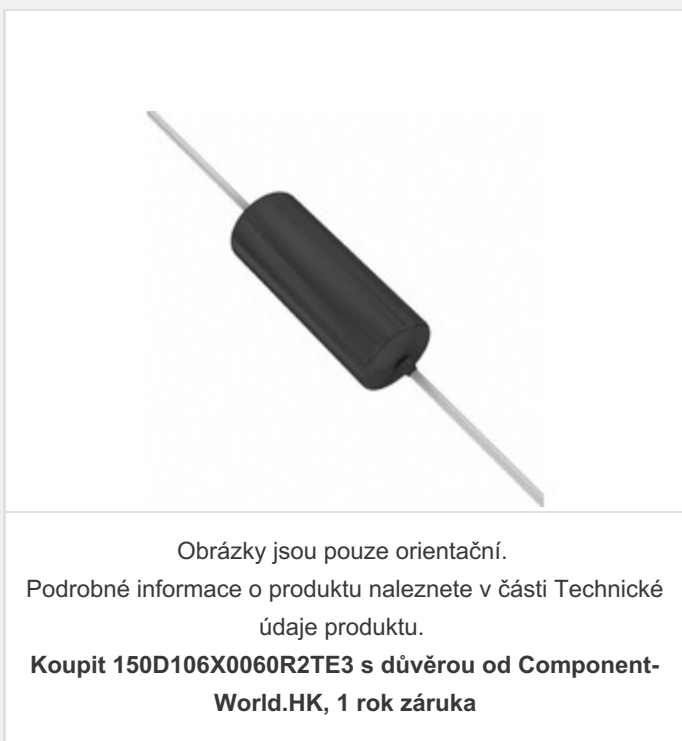 Obrázky jsou pouze orientační.
Podrobné informace o produktu naleznete v části Technické
údaje produktu.
Koupit 150D106X0060R2TE3 s důvěrou od Component-
World.HK, 1 rok záruka